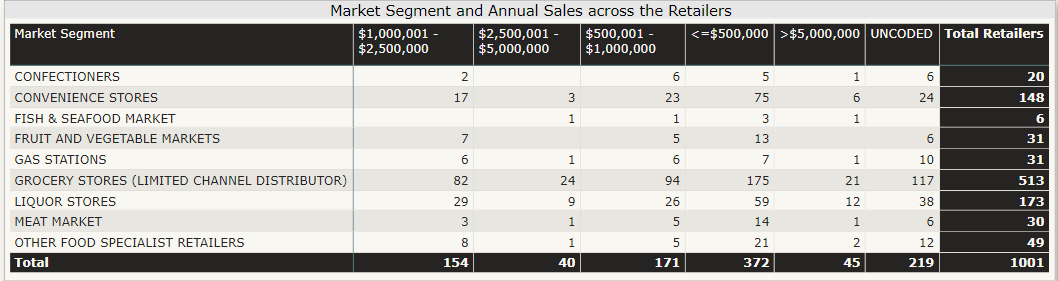 Market Segment and Annual Sales across the Retailers
Market Segment $1,000,001 - $2,500,000 $2,500,001 - $5,000,000 $500,001 - $1,000,000 <=$500,000 >$5,000,000 UNCODED Total Retailers
CONFECTIONERS 2 6 5 1 6 20
CONVENIENCE STORES 17 3 23 75 6 24 148
FISH & SEAFOOD MARKET 1 1 3 1 6
FRUIT AND VEGETABLE MARKETS 7 5 13 6 31
GAS STATIONS 6 1 6 7 1 10 31
GROCERY STORES (LIMITED CHANNEL DISTRIBUTOR) 82 24 94 175 21 117 513
LIQUOR STORES 29 9 26 59 12 38 173
MEAT MARKET 3 1 5 14 1 6 30
OTHER FOOD SPECIALIST RETAILERS 8 1 5 21 2 12 49
Total 154 40 171 372 45 219 1001